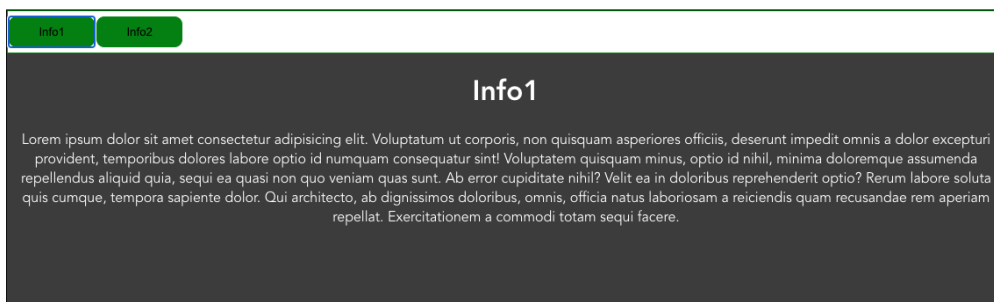 Info1 Info2
Info1
Lorem ipsum dolor sit amet consectetur adipisicing elit. Voluptatum ut corporis, non quisquam asperiores officiis, deserunt impedit omnis a dolor excepturi
provident, temporibus dolores labore optio id numquam consequatur sint! Voluptatem quisquam minus, optio id nihil, minima doloremque assumenda
repellendus aliquid quia, sequi ea quasi non quo veniam quas sunt. Ab error cupiditate nihil? Velit ea in doloribus reprehenderit optio? Rerum labore soluta
quis cumque, tempora sapiente dolor. Qui architecto, ab dignissimos doloribus, omnis, officia natus laboriosam a reiciendis quam recusandae rem aperiam
repellat. Exercitationem a commodi totam sequi facere.